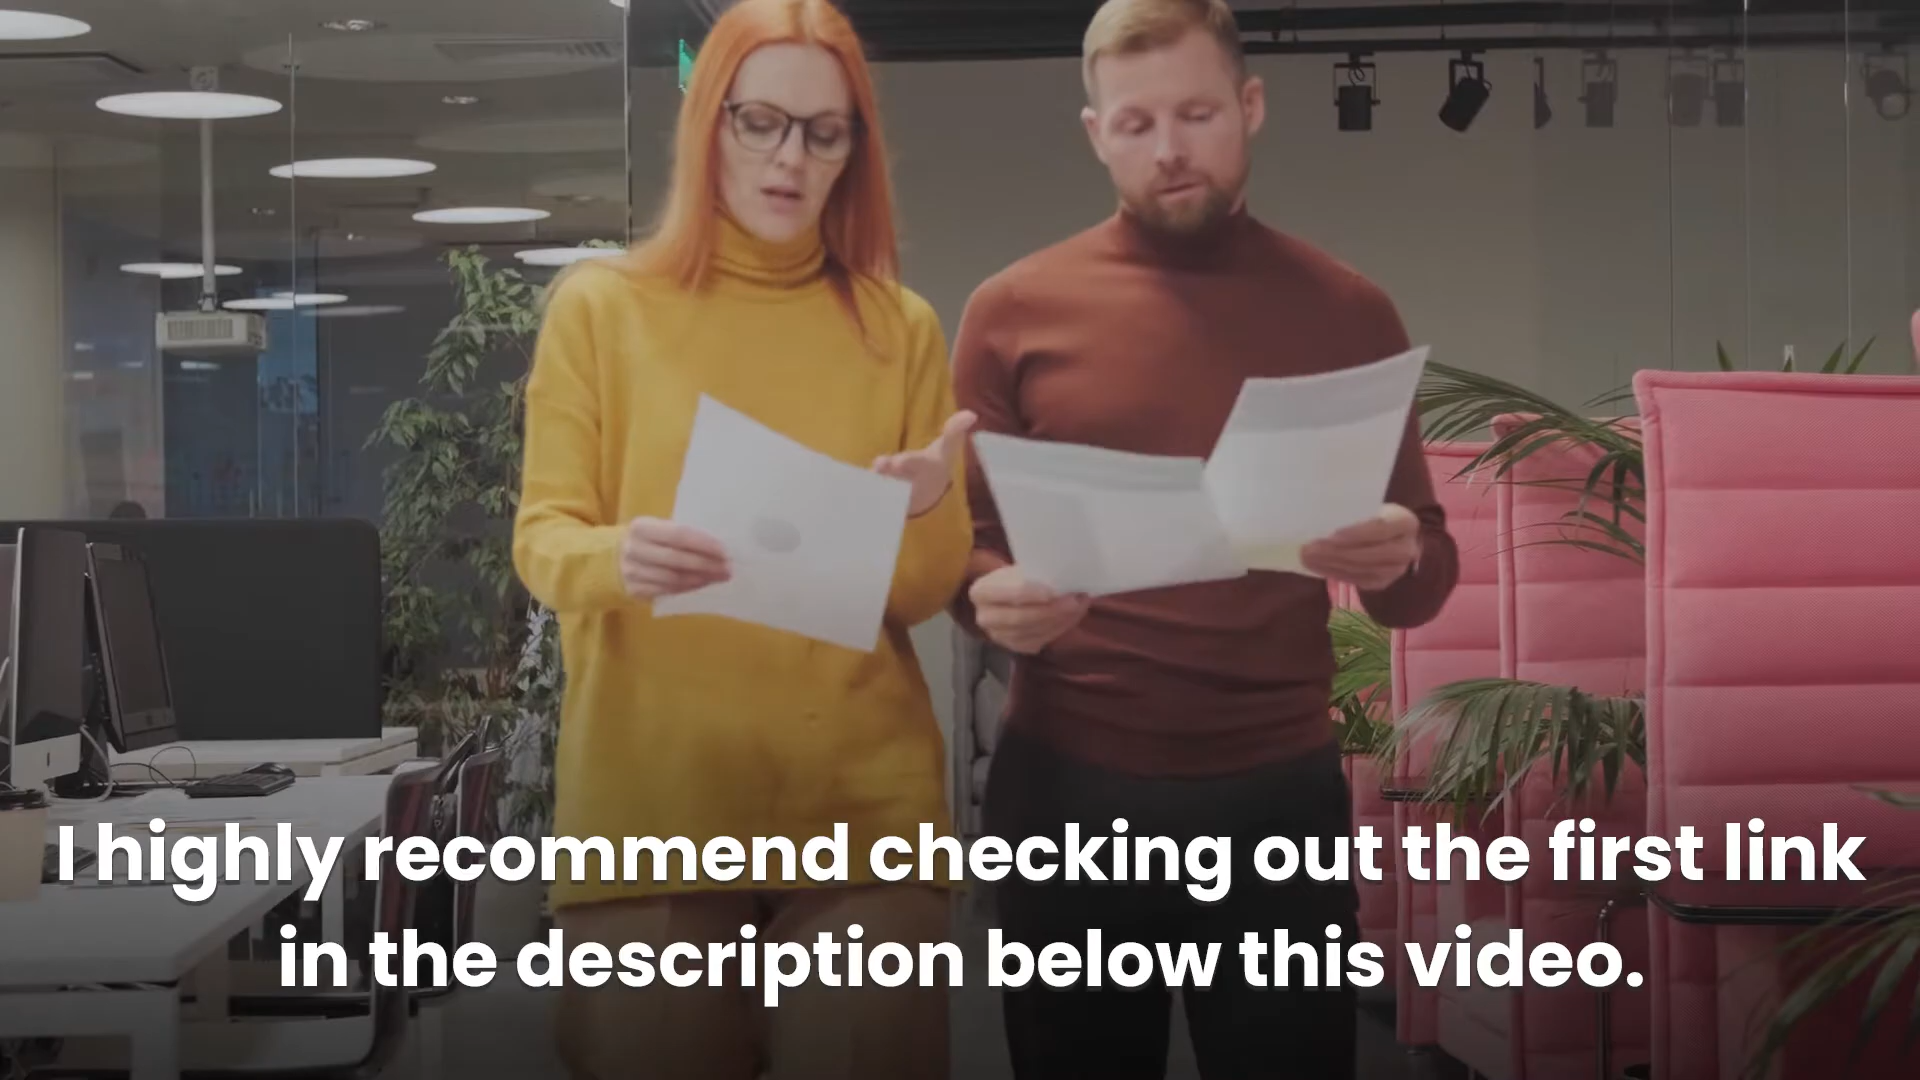 I highly recommend checking out the first link
in the description below this video.